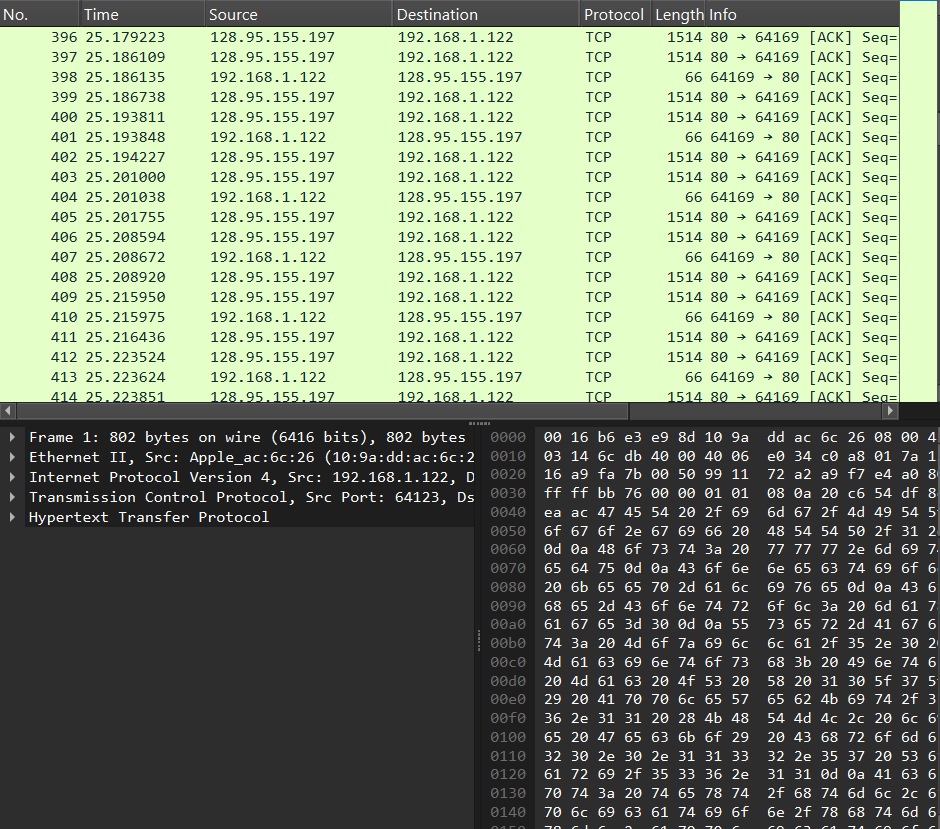 No. Time Source Destination Protocol Length Info
396 25.179223 128.95.155.197 192.168.1.122 TCP 1514 80 → 64169 [ACK] Seq=
397 25.186109 128.95.155.197 192.168.1.122 TCP 1514 80 → 64169 [ACK] Seq=
398 25.186135 192.168.1.122 128.95.155.197 TCP 66 64169 → 80 [ACK] Seq=
399 25.186738 128.95.155.197 192.168.1.122 TCP 1514 80 → 64169 [ACK] Seq=
400 25.193811 128.95.155.197 192.168.1.122 TCP 1514 80 → 64169 [ACK] Seq=
401 25.193848 192.168.1.122 128.95.155.197 TCP 66 64169 → 80 [ACK] Seq=
402 25.194227 128.95.155.197 192.168.1.122 TCP 1514 80 → 64169 [ACK] Seq=
403 25.201000 128.95.155.197 192.168.1.122 TCP 1514 80 → 64169 [ACK] Seq=
404 25.201038 192.168.1.122 128.95.155.197 TCP 66 64169 → 80 [ACK] Seq=
405 25.201755 128.95.155.197 192.168.1.122 TCP 1514 80 → 64169 [ACK] Seq=
406 25.208594 128.95.155.197 192.168.1.122 TCP 1514 80 → 64169 [ACK] Seq=
407 25.208672 192.168.1.122 128.95.155.197 TCP 66 64169 → 80 [ACK] Seq=
408 25.208920 128.95.155.197 192.168.1.122 TCP 1514 80 → 64169 [ACK] Seq=
409 25.215950 128.95.155.197 192.168.1.122 TCP 1514 80 → 64169 [ACK] Seq=
410 25.215975 192.168.1.122 128.95.155.197 TCP 66 64169 → 80 [ACK] Seq=
411 25.216436 128.95.155.197 192.168.1.122 TCP 1514 80 → 64169 [ACK] Seq=
412 25.223524 128.95.155.197 192.168.1.122 TCP 1514 80 → 64169 [ACK] Seq=
413 25.223624 192.168.1.122 128.95.155.197 TCP 66 64169 → 80 [ACK] Seq=
414 25.223851 128.95.155.197 192.168.1.122 TCP 1514 80 → 64169 [ACK] Seq=
Frame 1: 802 bytes on wire (6416 bits), 802 bytes
Ethernet II, Src: Apple_ac:6c:26 (10:9a:dd:ac:6c:2
Internet Protocol Version 4, Src: 192.168.1.122, D
Transmission Control Protocol, Src Port: 64123, Ds
Hypertext Transfer Protocol
0000 00 16 b6 e3 e9 8d 10 9a dd ac 6c 26 08 00 4
0010 03 14 6c db 40 00 40 06 e0 34 c0 a8 01 7a 1
0020 16 a9 fa 7b 00 50 99 11 72 a2 a9 f7 e4 a0 8
0030 ff ff bb 76 00 00 01 01 08 0a 20 c6 54 df 8
0040 ea ac 47 45 54 20 2f 69 6d 67 2f 4d 49 54 5
0050 6f 67 6f 2e 67 69 66 20 48 54 54 50 2f 31 2
0060 0d 0a 48 6f 73 74 3a 20 77 77 77 2e 6d 69 7
0070 65 64 75 0d 0a 43 6f 6e 6e 65 63 74 69 6f 6
0080 20 6b 65 65 70 2d 61 6c 69 76 65 0d 0a 43 6
0090 68 65 2d 43 6f 6e 74 72 6f 6c 3a 20 6d 61 7
00a0 61 67 65 3d 30 0d 0a 55 73 65 72 2d 41 67 6
00b0 74 3a 20 4d 6f 7a 69 6c 6c 61 2f 35 2e 30 2
00c0 4d 61 63 69 6e 74 6f 73 68 3b 20 49 6e 74 6
00d0 20 4d 61 63 20 4f 53 20 58 20 31 30 5f 37 5
00e0 29 20 41 70 70 6c 65 57 65 62 4b 69 74 2f 3
00f0 36 2e 31 31 20 28 4b 48 54 4d 4c 2c 20 6c 6
0100 65 20 47 65 63 6b 6f 29 20 43 68 72 6f 6d 6
0110 32 30 2e 30 2e 31 31 33 32 2e 35 37 20 53 6
0120 61 72 69 2f 35 33 36 2e 31 31 0d 0a 41 63 6
0130 70 74 3a 20 74 65 78 74 2f 68 74 6d 6c 2c 6
0140 70 6c 69 63 61 74 69 6f 6e 2f 78 68 74 6d 6